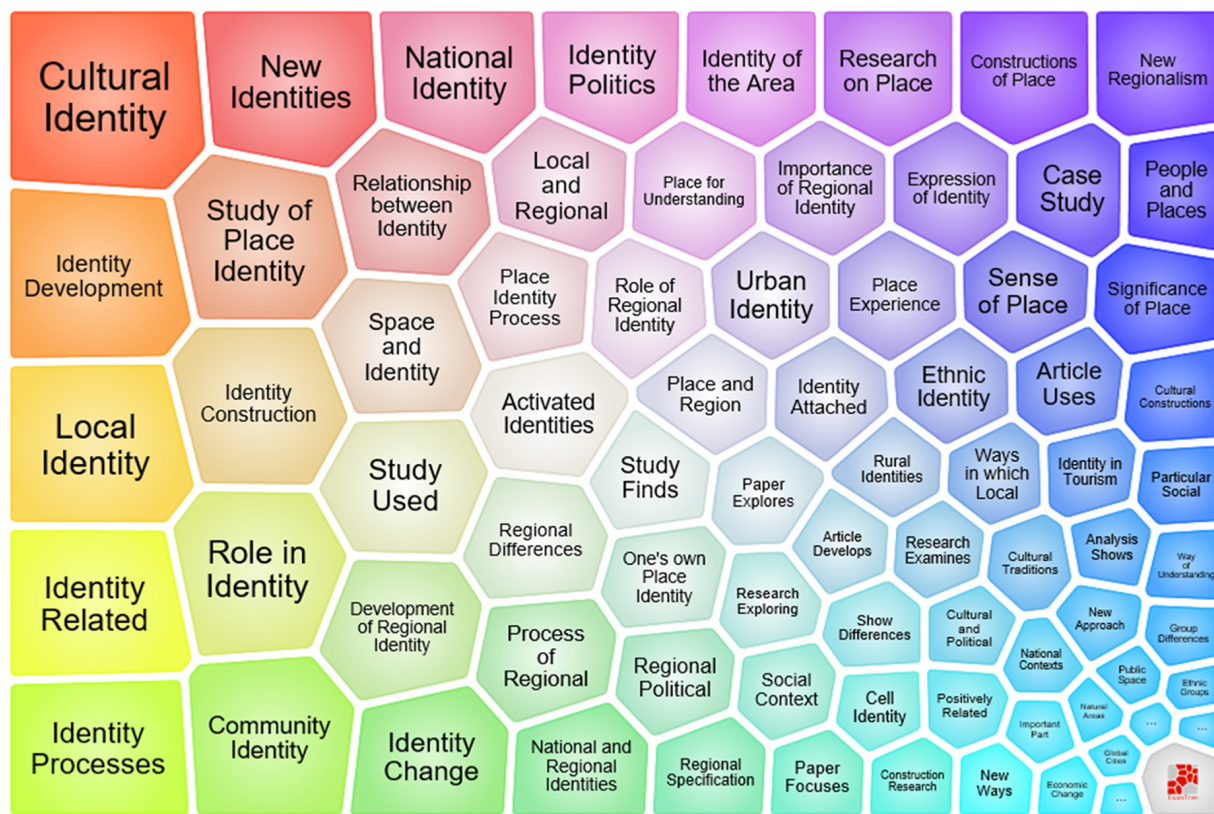 Cultural
Identity
New
Identities
National
Identity
Identity
Politics
Identity of
the Area
Research
on Place
Constructions
of Place
New
Regionalism
Identity
Development
Study of
Place
Identity
Relationship
between
Identity
Local
and
Regional
Place for
Understanding
Importance
of Regional
Identity
Expression
of Identity
Case
Study
People
and
Places
Place
Identity
Process
Role of
Regional
Identity
Urban
Identity
Place
Experience
Sense
of Place
Significance
of Place
Local
Identity
Identity
Construction
Space
and
Identity
Activated
Identities
Place and
Region
Identity
Attached
Ethnic
Identity
Article
Uses
Cultural
Constructions
Study
Used
Study
Finds
Paper
Explores
Rural
Identities
Ways
in which
Local
Identity in
Tourism
Particular
Social
Identity
Related
Role in
Identity
Regional
Differences
One's own
Place
Identity
Article
Develops
Research
Examines
Cultural
Traditions
Analysis
Shows
Way
of
Understanding
Development
of Regional
Identity
Process
of
Regional
Research
Exploring
Show
Differences
Cultural
and
Political
New
Approach
Group
Differences
Identity
Processes
Community
Identity
Identity
Change
Regional
Political
Social
Context
Cell
Identity
Positively
Related
National
Contexts
Public
Space
Ethnic
Groups
National and
Regional
Identities
Regional
Specification
Paper
Focuses
Construction
Research
New
Ways
Important
Part
Natural
Areas
...
...
Global
Cities
Economic
Change
...